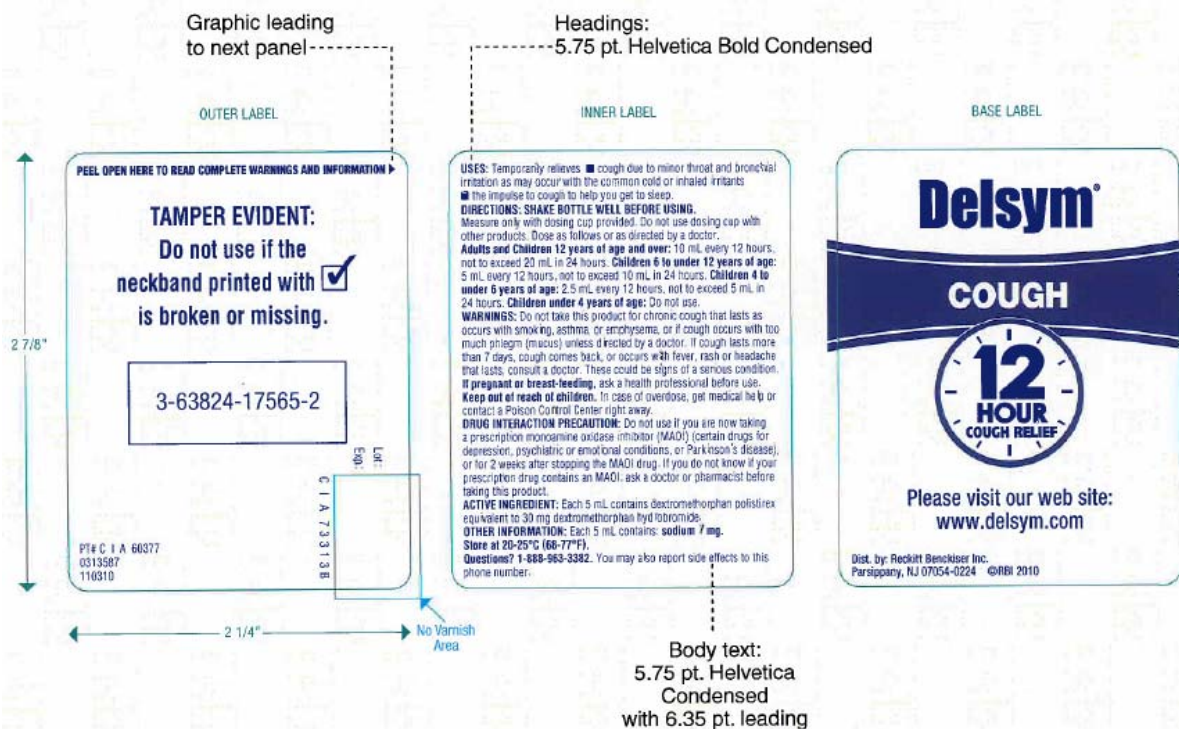 Graphic leading
to next panel
Headings:
5.75 pt. Helvetica Bold Condensed
OUTER LABEL
INNER LABEL
BASE LABEL
PEEL OPEN HERE TO READ COMPLETE WARNINGS AND INFORMATION
TAMPER EVIDENT:
Do not use if the
neckband printed with
is broken or missing.
3-63824-17565-2
Lot:
Exp:
C I A 73313B
PT# C I A 60377
0313587
110310
2 7/8"
2 1/4"
No Varnish
Area
USES: Temporarily relieves ■ cough due to minor throat and bronchial
irritation as may occur with the common cold or inhaled irritants
■ the impulse to cough to help you get to sleep.
DIRECTIONS: SHAKE BOTTLE WELL BEFORE USING.
Measure only with dosing cup provided. Do not use dosing cup with
other products. Dose as follows or as directed by a doctor.
Adults and Children 12 years of age and over: 10 mL every 12 hours,
not to exceed 20 mL in 24 hours. Children 6 to under 12 years of age:
5 mL every 12 hours, not to exceed 10 mL in 24 hours. Children 4 to
under 6 years of age: 2.5 mL every 12 hours, not to exceed 5 mL in
24 hours. Children under 4 years of age: Do not use.
WARNINGS: Do not take this product for chronic cough that lasts as
occurs with smoking, asthma, or emphysema, or if cough occurs with too
much phlegm (mucus) unless directed by a doctor. If cough lasts more
than 7 days, cough comes back, or occurs with fever, rash or headache
that lasts, consult a doctor. These could be signs of a serious condition.
If pregnant or breast-feeding, ask a health professional before use.
Keep out of reach of children. In case of overdose, get medical help or
contact a Poison Control Center right away.
DRUG INTERACTION PRECAUTION: Do not use if you are now taking
a prescription monoamine oxidase inhibitor (MAOI) (certain drugs for
depression, psychiatric or emotional conditions, or Parkinson's disease),
or for 2 weeks after stopping the MAOI drug. If you do not know if your
prescription drug contains an MAOI, ask a doctor or pharmacist before
taking this product.
ACTIVE INGREDIENT: Each 5 mL contains dextromethorphan polistirex
equivalent to 30 mg dextromethorphan hydrobromide.
OTHER INFORMATION: Each 5 mL contains: sodium 7 mg.
Store at 20-25°C (68-77°F).
Questions? 1-888-963-3382. You may also report side effects to this
phone number.
Body text:
5.75 pt. Helvetica
Condensed
with 6.35 pt. leading
Delsym®
COUGH
12
HOUR
COUGH RELIEF
Please visit our web site:
www.delsym.com
Dist. by: Reckitt Benckiser Inc.
Parsippany, NJ 07054-0224 ©RBI 2010